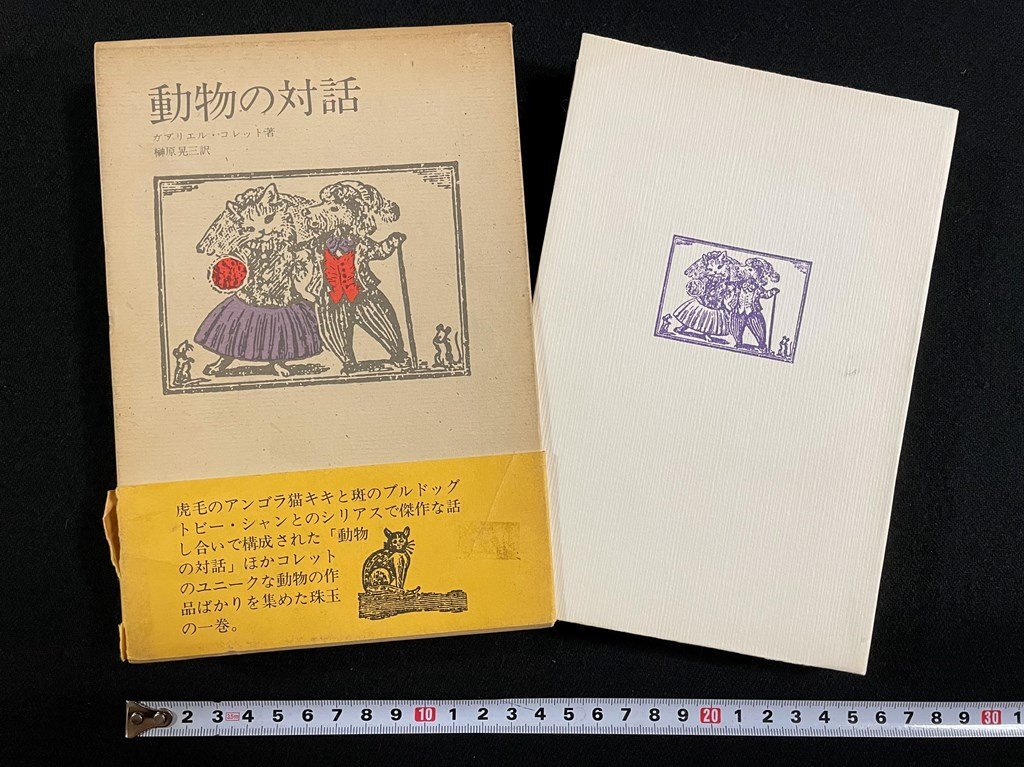 動物の対話
ガブリエル・コレット著
榊原晃三訳
虎毛のアンゴラ猫キキと斑のブルドッグ
トビー・シャンとのシリアスで傑作な話
し合いで構成された「動物
の対話」ほかコレット
のユニークな動物の作
品ばかりを集めた珠玉
の一巻。
2 3 3.5m 4 5 6 7 8 9 10 1 2 3 4 5 6 7 8 9 20 1 2 3 4 5 6 7 8 9 30 1